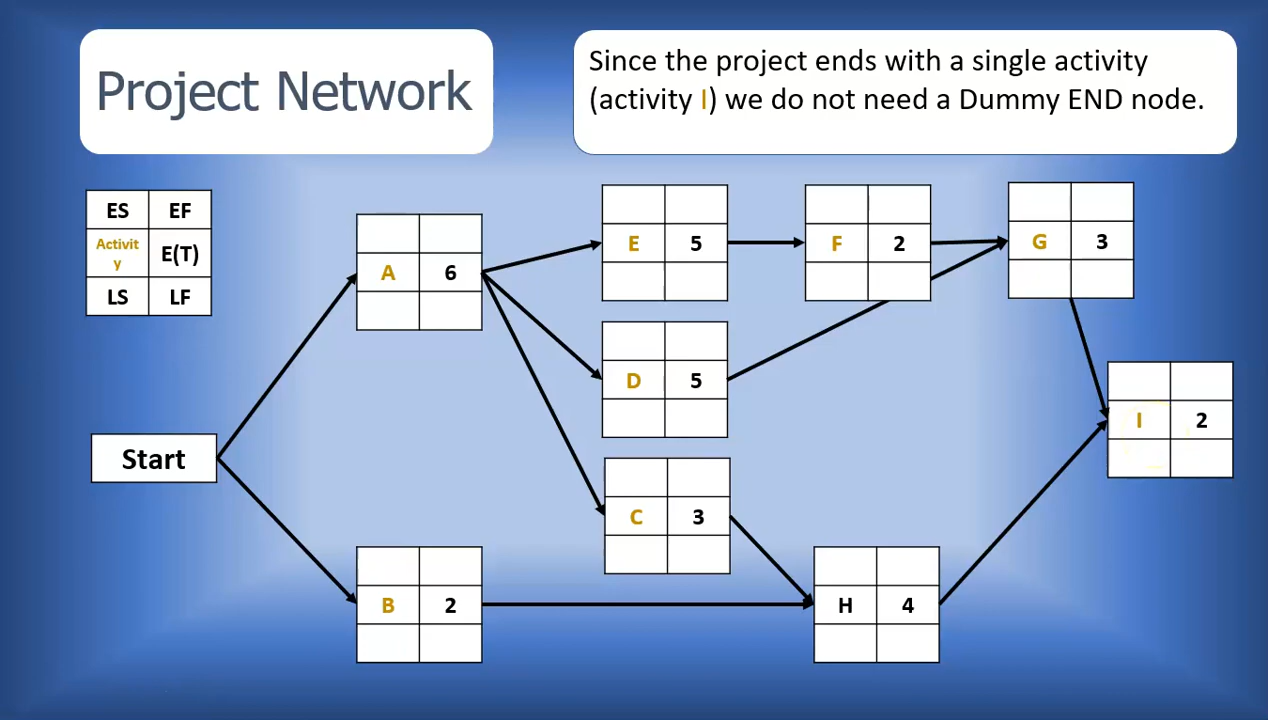 Project Network
Since the project ends with a single activity
(activity I) we do not need a Dummy END node.
ES EF
Activit
y
E(T)
LS LF
Start
A 6
B 2
E 5
D 5
C 3
F 2
H 4
G 3
I 2